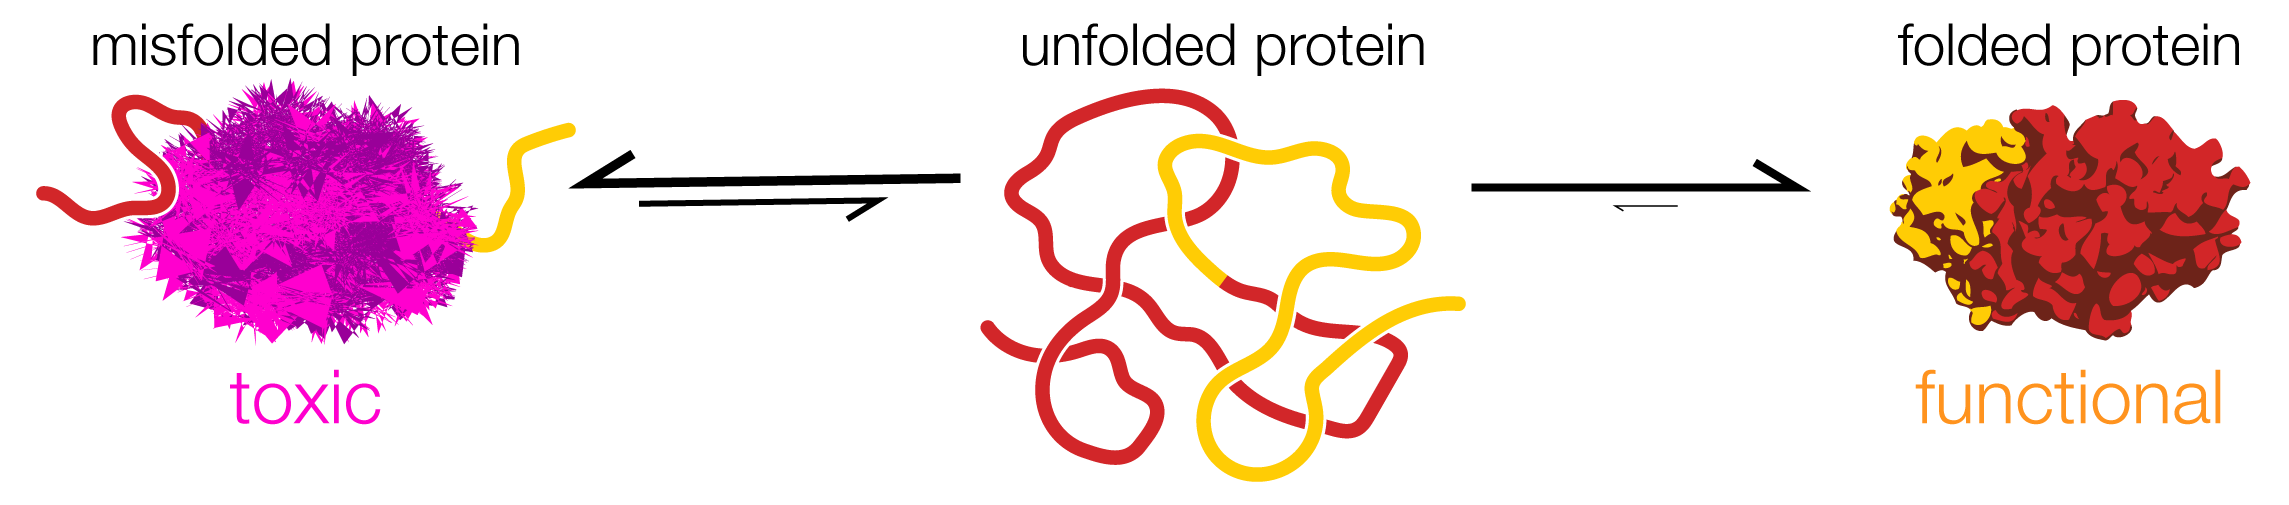 misfolded protein
unfolded protein
folded protein
toxic
functional